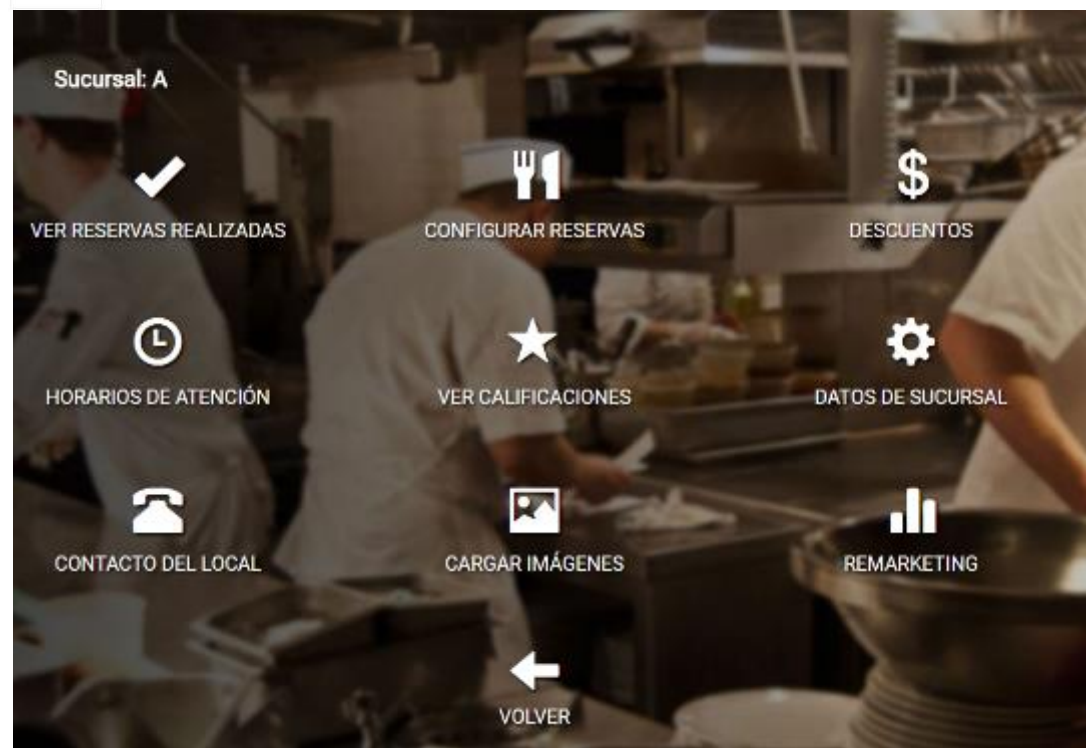 Sucursal: A
VER RESERVAS REALIZADAS
CONFIGURAR RESERVAS
DESCUENTOS
HORARIOS DE ATENCIÓN
VER CALIFICACIONES
DATOS DE SUCURSAL
CONTACTO DEL LOCAL
CARGAR IMÁGENES
REMARKETING
VOLVER